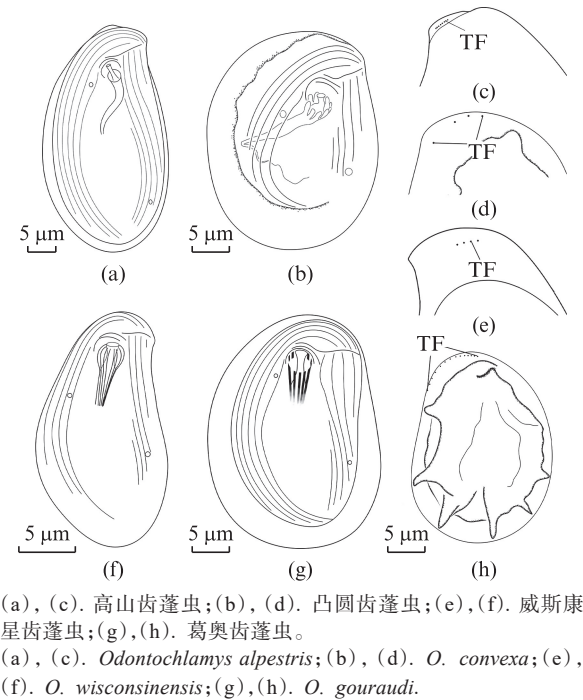 TF
(c)
TF
(d)
5 μm
(a)
5 μm
(b)
TF
(e)
TF
5 μm
(f)
5 μm
(g)
5 μm
(h)
(a), (c). 高山齿蓬虫;(b), (d). 凸圆齿蓬虫;(e),(f). 威斯康
星齿蓬虫;(g),(h). 葛奥齿蓬虫。
(a), (c). Odontochlamys alpestris;(b), (d). O. convexa;(e),
(f). O. wisconsinensis;(g),(h). O. gouraudi.